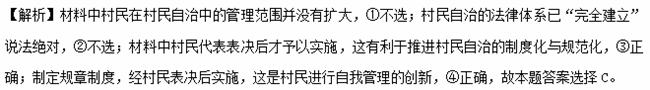 【解析】材料中村民在村民自治中的管理范围并没有扩大，①不选；村民自治的法律体系已“完全建立”
说法绝对，②不选；材料中村民代表表决后才予以实施，这有利于推进村民自治的制度化与规范化，③正
确；制定规章制度，经村民表决后实施，这是村民进行自我管理的创新，④正确，故本题答案选择 C。